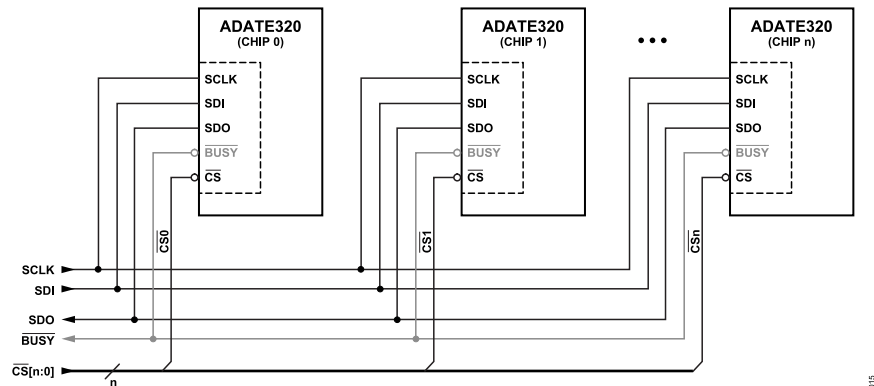 ADATE320
(CHIP 0)
SCLK
SDI
SDO
BUSY
CS
CS0
ADATE320
(CHIP 1)
SCLK
SDI
SDO
BUSY
CS
CS1
•••
ADATE320
(CHIP n)
SCLK
SDI
SDO
BUSY
CS
CSn
SCLK
SDI
SDO
BUSY
CS[n:0]
n